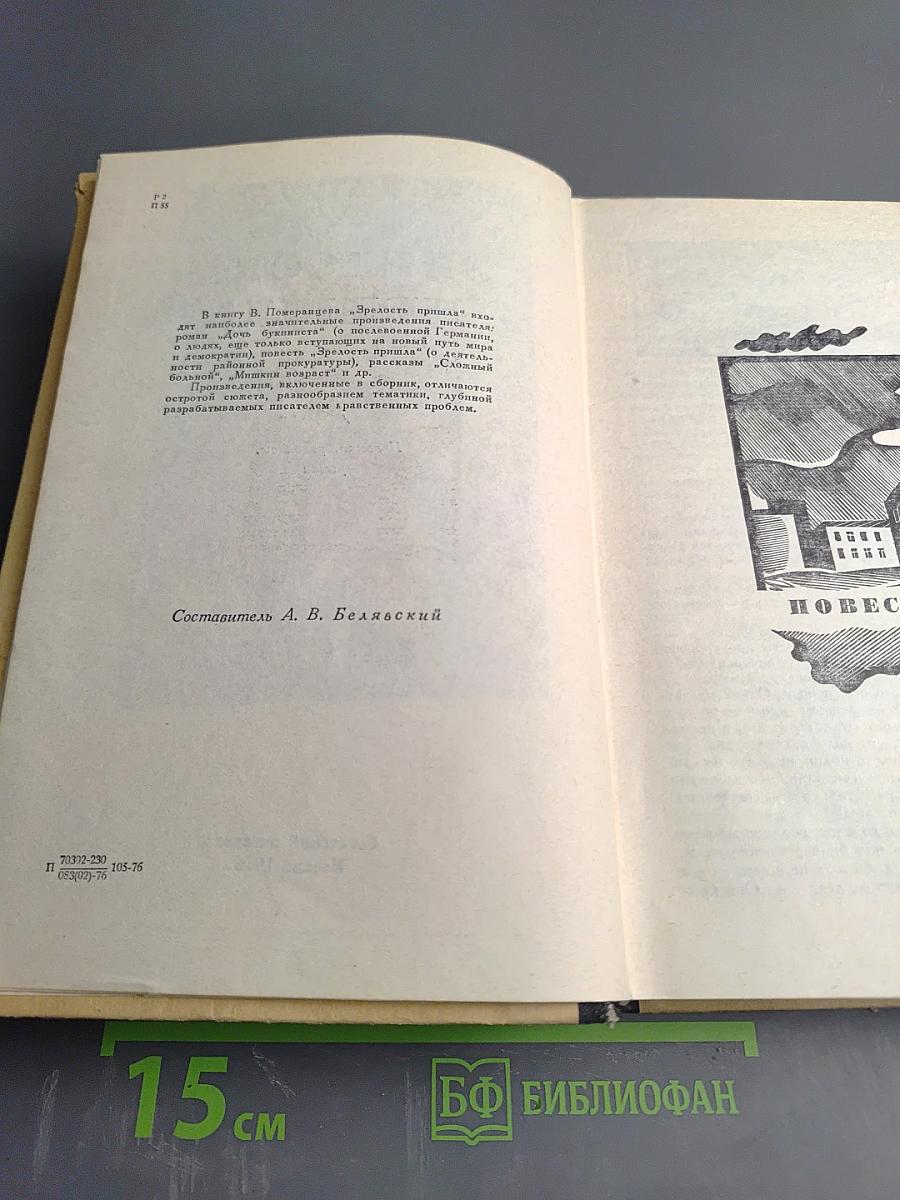 Р 2
П 55
В книгу В. Померанцева „Зрелость пришла“ вхо-
дят наиболее значительные произведения писателя:
роман „Дочь букиниста“ (о послевоенной Германии,
о людях, еще только вступающих на новый путь мира
и демократии), повесть „Зрелость пришла“ (о деятель-
ности районной прокуратуры), рассказы „Сложный
больной“, „Мишкин возраст“ и др.
Произведения, включенные в сборник, отличаются
остротой сюжета, разнообразием тематики, глубиной
разрабатываемых писателем нравственных проблем.
Составитель А. В. Белявский
П 70302-230
083(02)-76 105-76
ПОВЕС
15 см
БФ БИБЛИОФАН